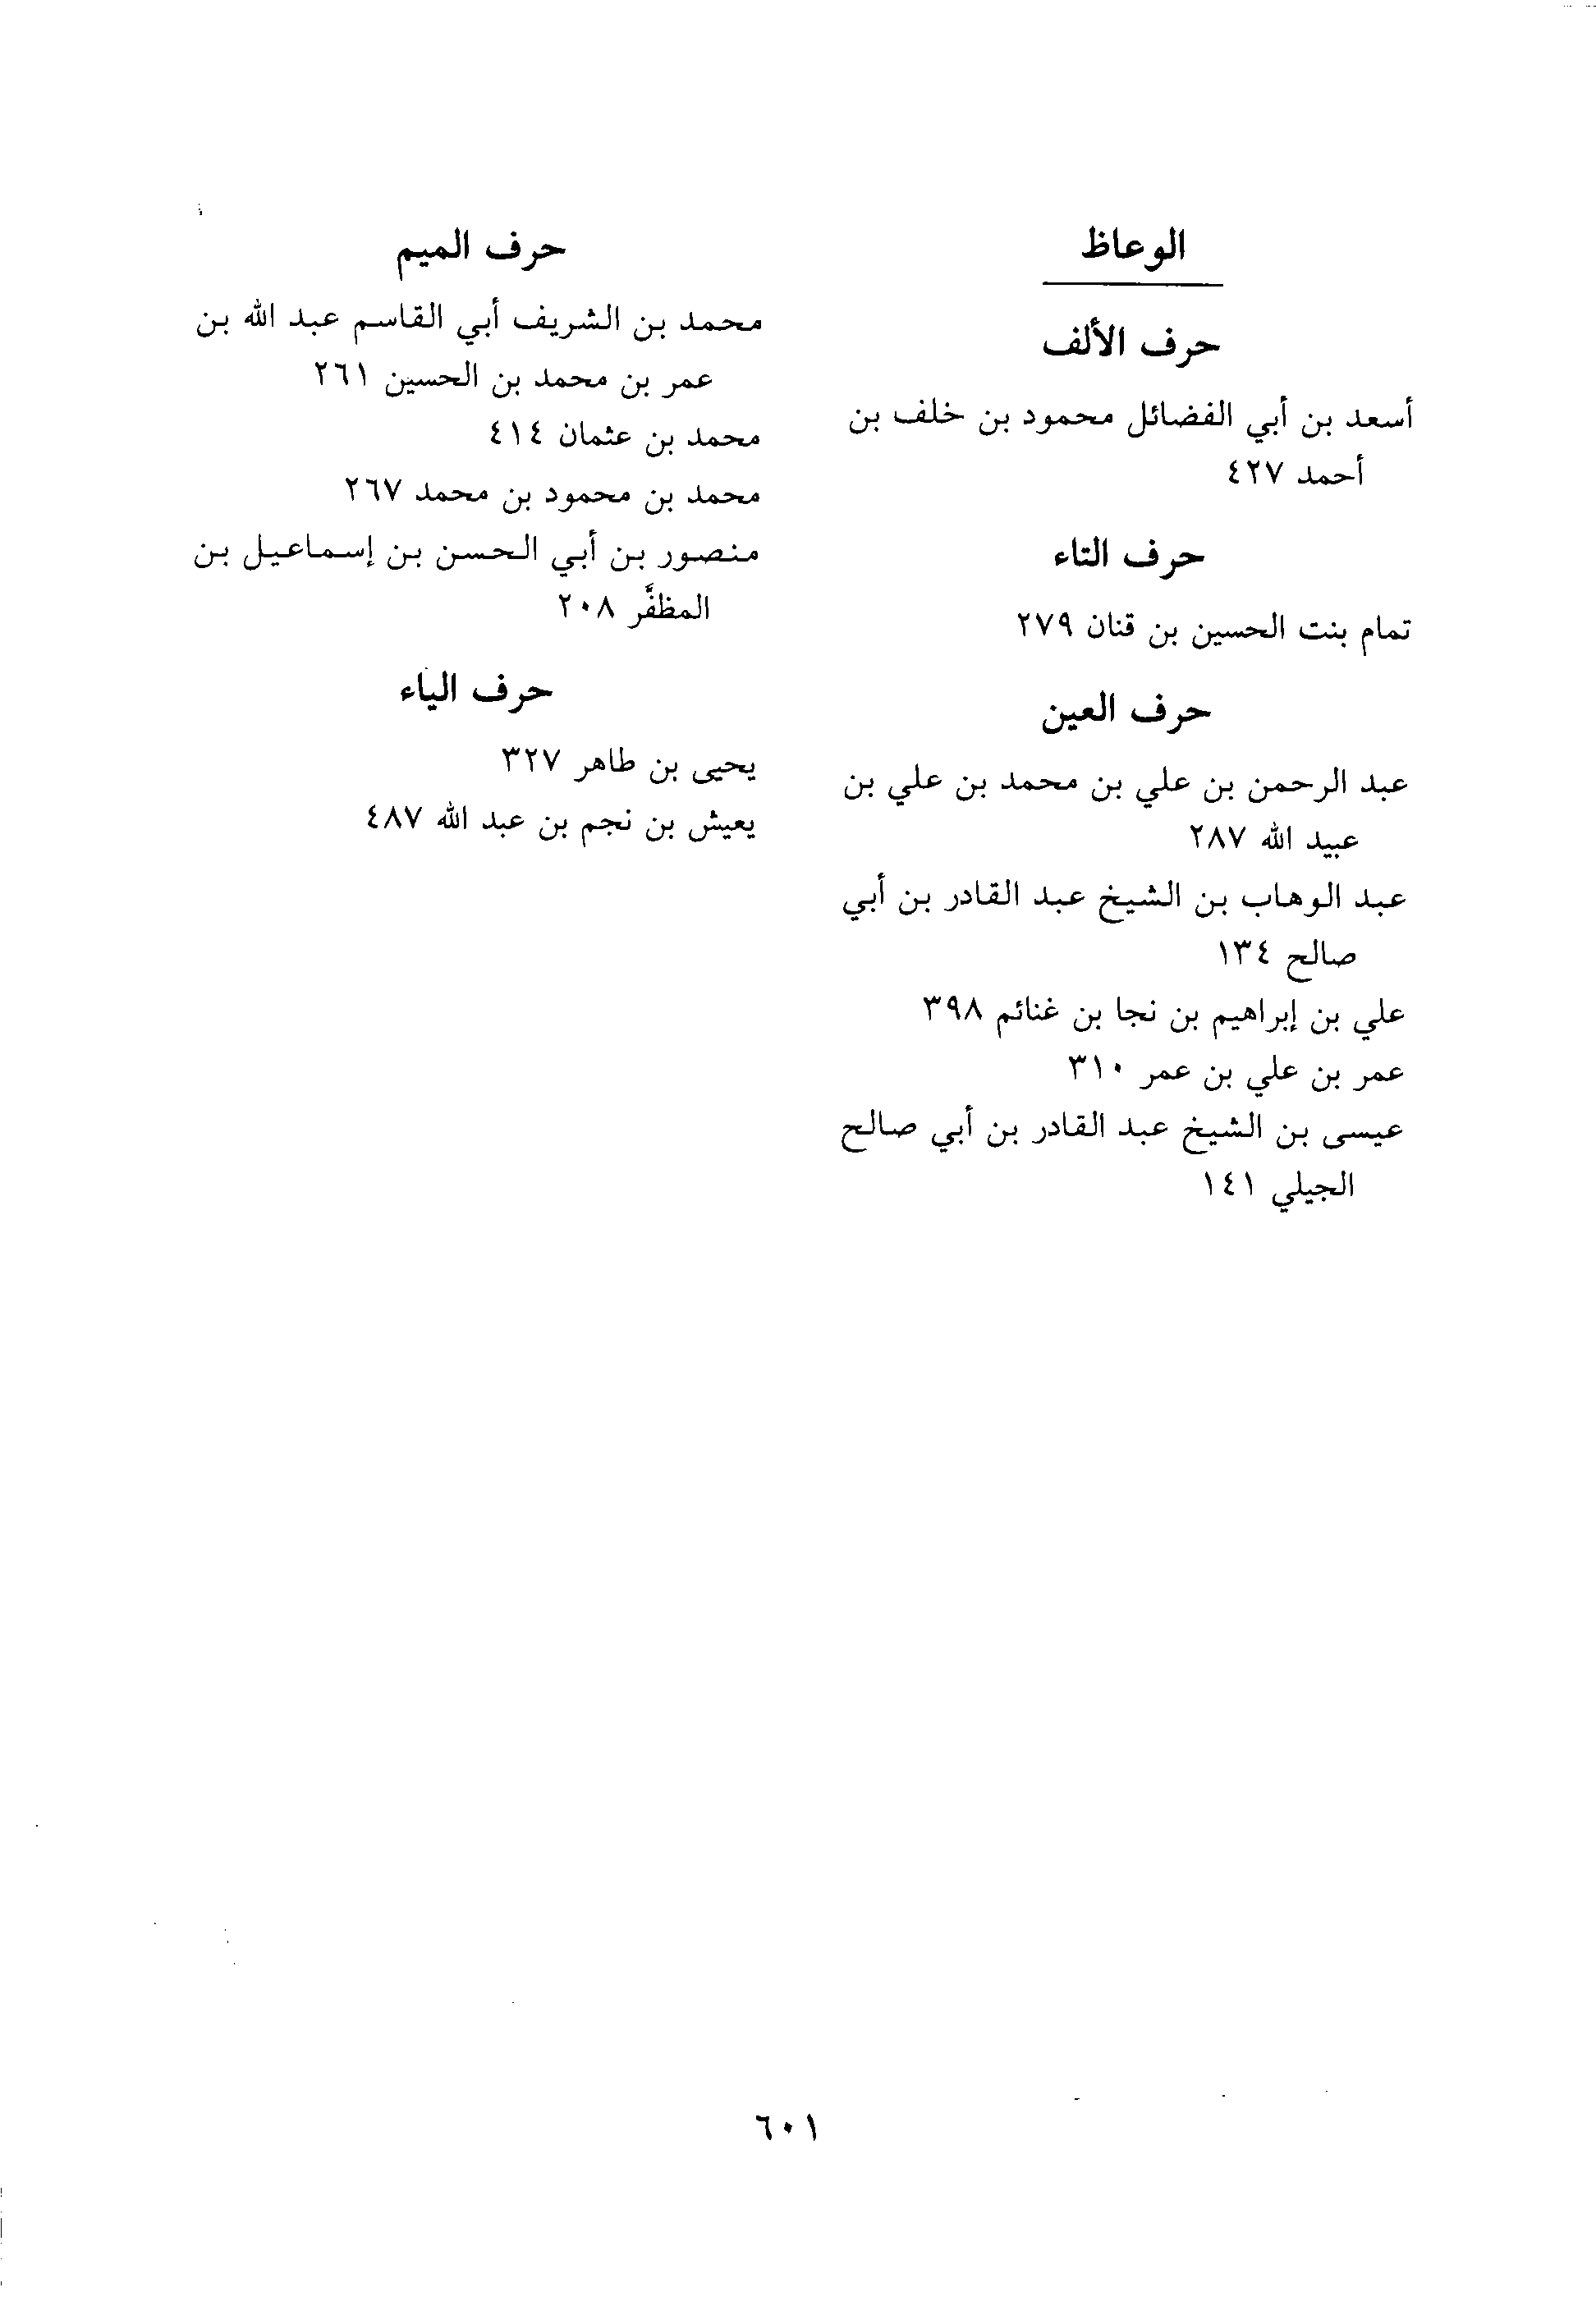 الوعاظ
حرف الألف
أسعد بن أبي الفضائل محمود بن خلف بن
أحمد ٤٢٧
حرف التاء
تمام بنت الحسين بن قنان ٢٧٩
حرف العين
عبد الرحمن بن علي بن محمد بن علي بن
عبيد الله ٢٨٧
عبد الوهاب بن الشيخ عبد القادر بن أبي
صالح ١٣٤
علي بن إبراهيم بن نجا بن غنائم ٣٩٨
عمر بن علي بن عمر ٣١٠
عيسى بن الشيخ عبد القادر بن أبي صالح
الجيلي ١٤١
حرف الميم
محمد بن الشريف أبي القاسم عبد الله بن
عمر بن محمد بن الحسين ٢٦١
محمد بن عثمان ٤١٤
محمد بن محمود بن محمد ٢٦٧
منصور بن أبي الحسن بن إسماعيل بن
المظفَّر ٢٠٨
حرف الياء
يحيى بن طاهر ٣٢٧
يعيش بن نجم بن عبد الله ٤٨٧
٦٠١